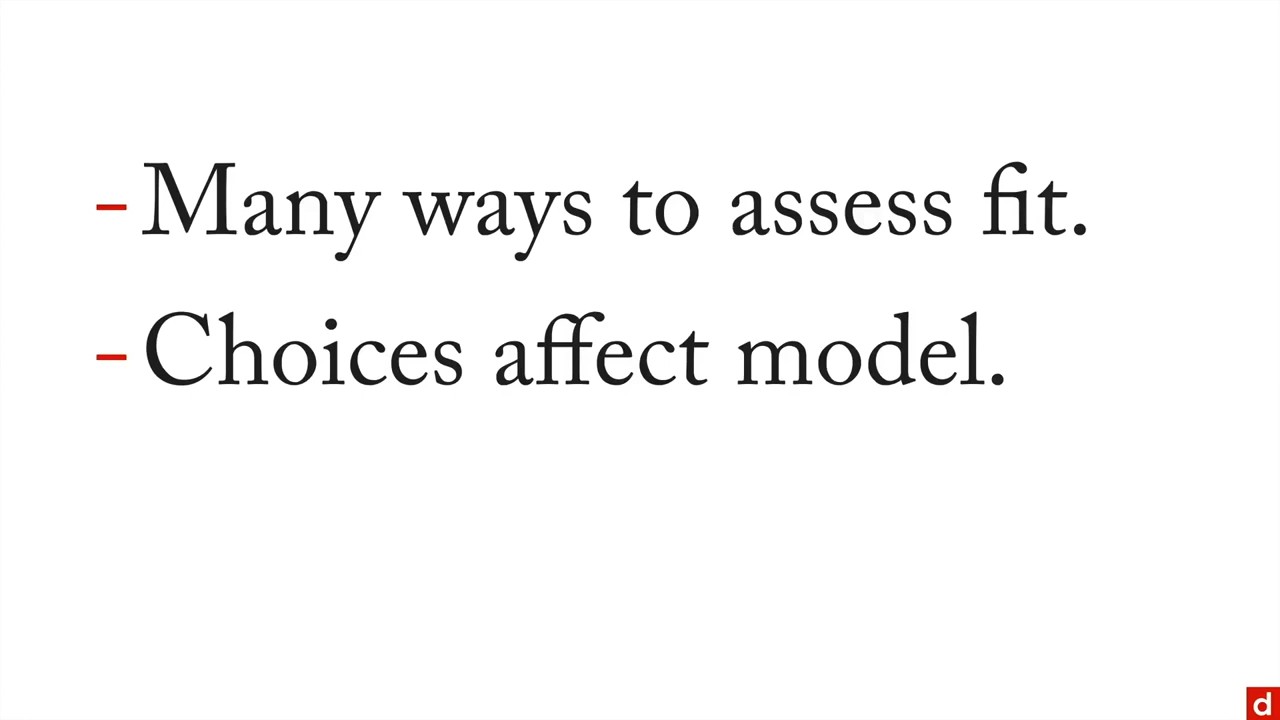 – Many ways to assess fit.
– Choices affect model.
d